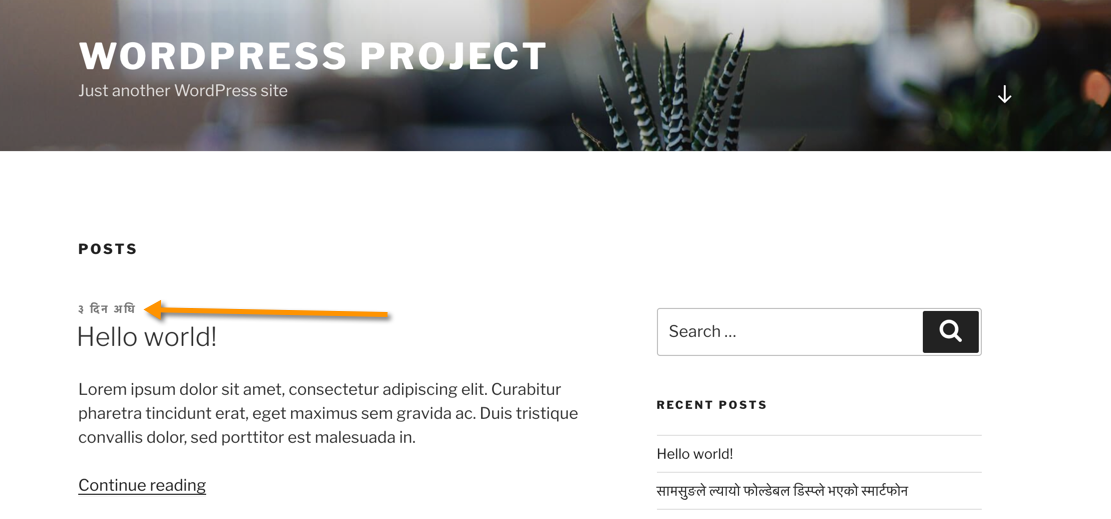 WORDPRESS PROJECT
Just another WordPress site
POSTS
३ दिन अघि
Hello world!
Lorem ipsum dolor sit amet, consectetur adipiscing elit. Curabitur
pharetra tincidunt erat, eget maximus sem gravida ac. Duis tristique
convallis dolor, sed porttitor est malesuada in.
Continue reading
Search …
RECENT POSTS
Hello world!
सामसुङले ल्यायो फोल्डेबल डिस्प्ले भएको स्मार्टफोन